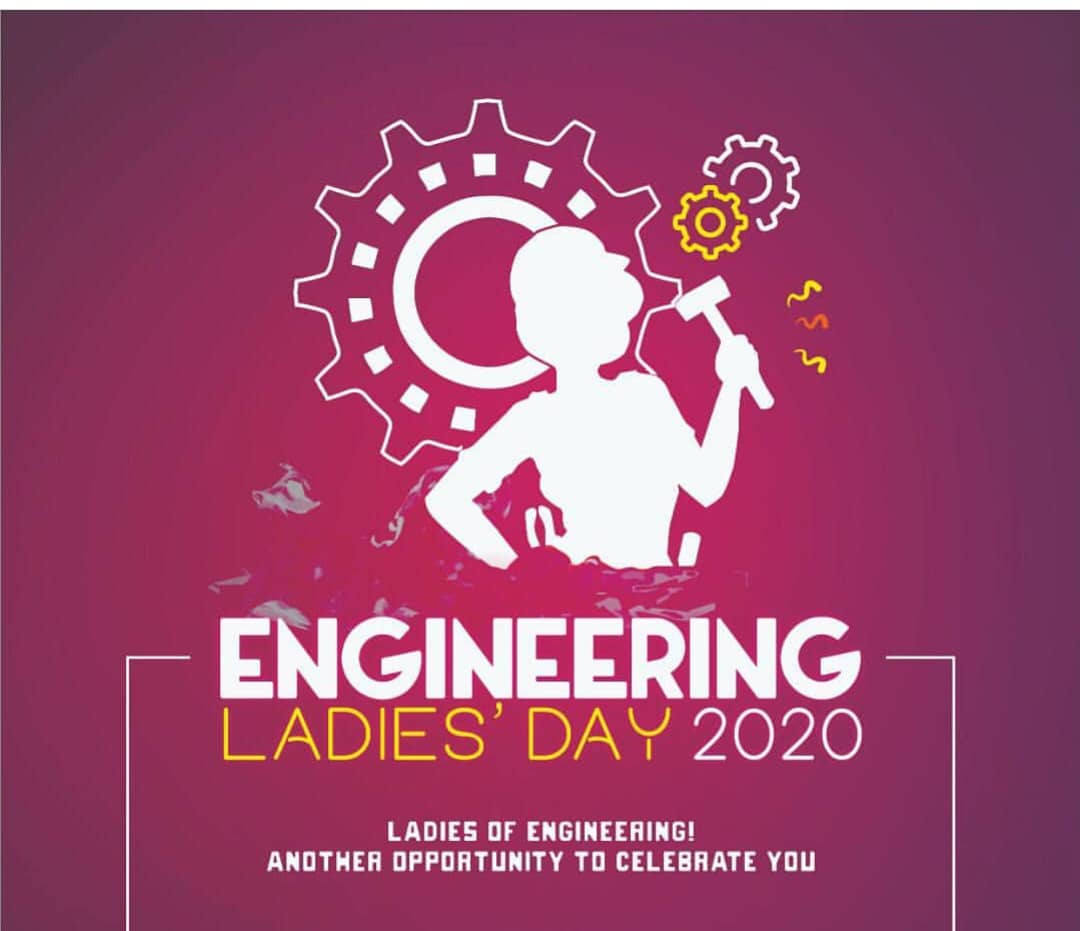 ENGINEERING
LADIES' DAY 2020
LADIES OF ENGINEERING!
ANOTHER OPPORTUNITY TO CELEBRATE YOU